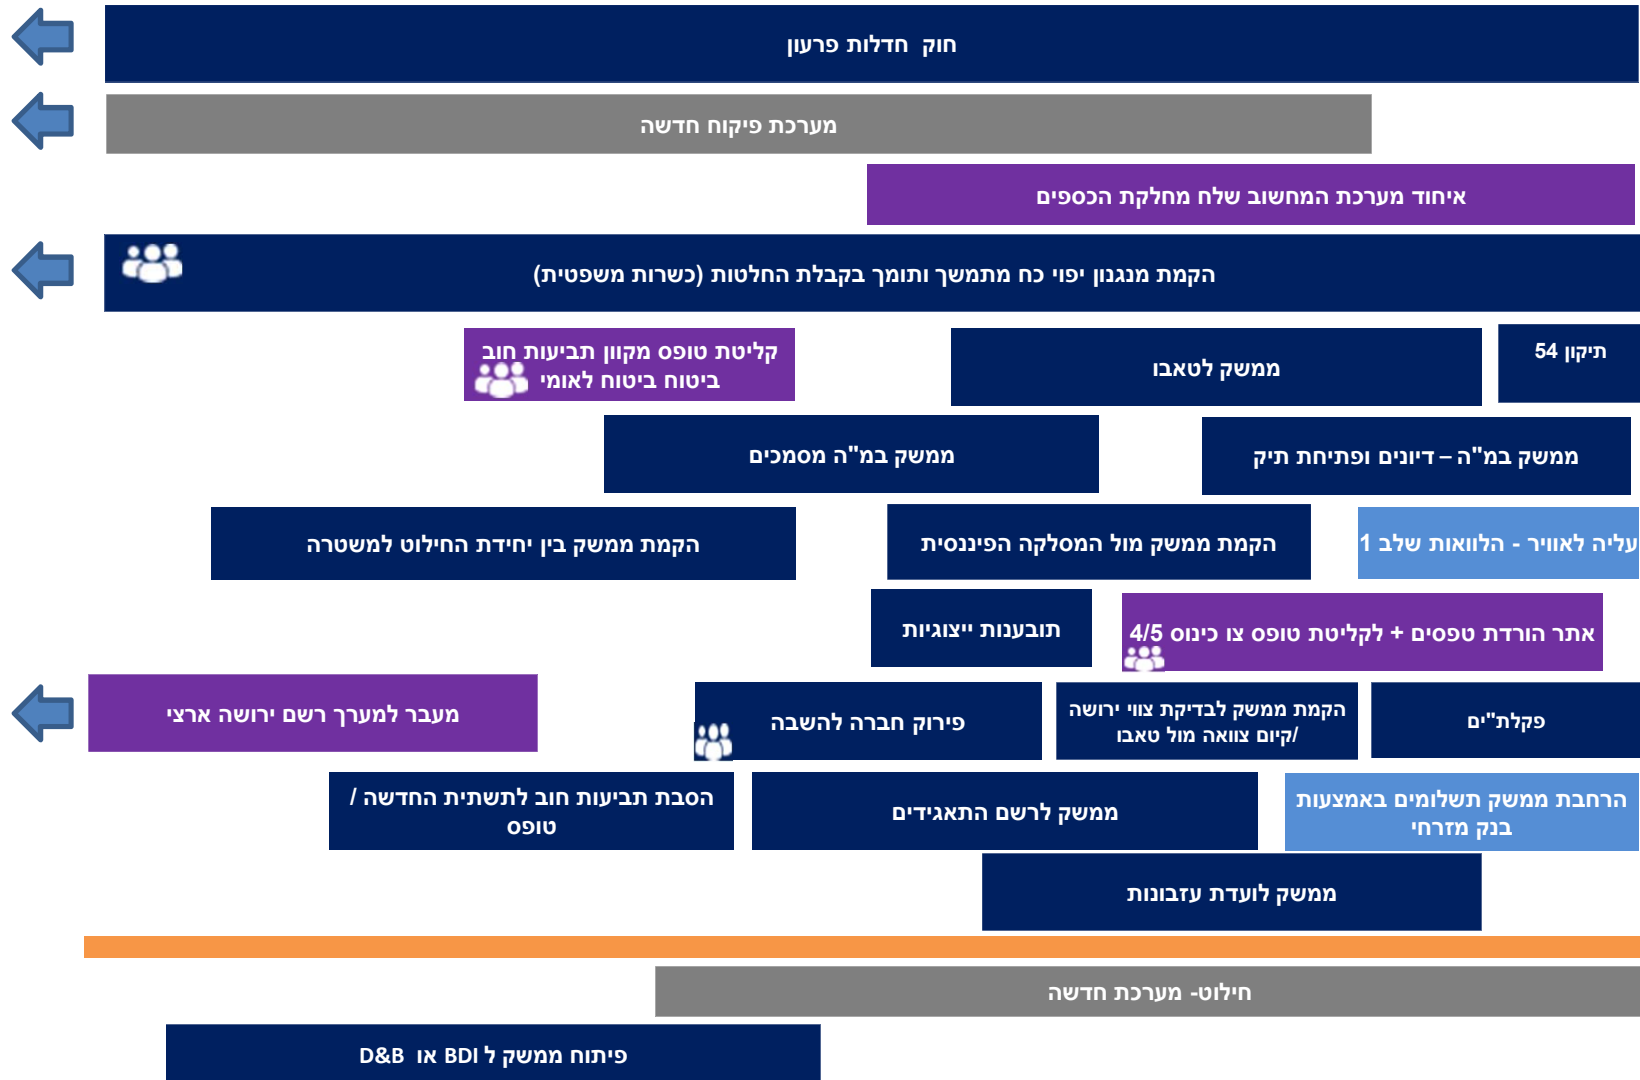 חוק חדלות פרעון
מערכת פיקוח חדשה
איחוד מערכת המחשוב שלח מחלקת הכספים
הקמת מנגנון יפוי כח מתמשך ותומך בקבלת החלטות (כשרות משפטית)
תיקון 54
ממשק לטאבו
קליטת טופס מקוון תביעות חוב
ביטוח ביטוח לאומי
ממשק במ"ה – דיונים ופתיחת תיק
ממשק במ"ה מסמכים
עליה לאוויר - הלוואות שלב 1
הקמת ממשק מול המסלקה הפיננסית
הקמת ממשק בין יחידת החילוט למשטרה
אתר הורדת טפסים + לקליטת טופס צו כינוס 4/5
תובענות ייצוגיות
פקלת"ים
הקמת ממשק לבדיקת צווי ירושה
/קיום צוואה מול טאבו
פירוק חברה להשבה
מעבר למערך רשם ירושה ארצי
הרחבת ממשק תשלומים באמצעות
בנק מזרחי
ממשק לרשם התאגידים
הסבת תביעות חוב לתשתית החדשה /
טופס
ממשק לועדת עזבונות
חילוט- מערכת חדשה
פיתוח ממשק ל BDI או D&B